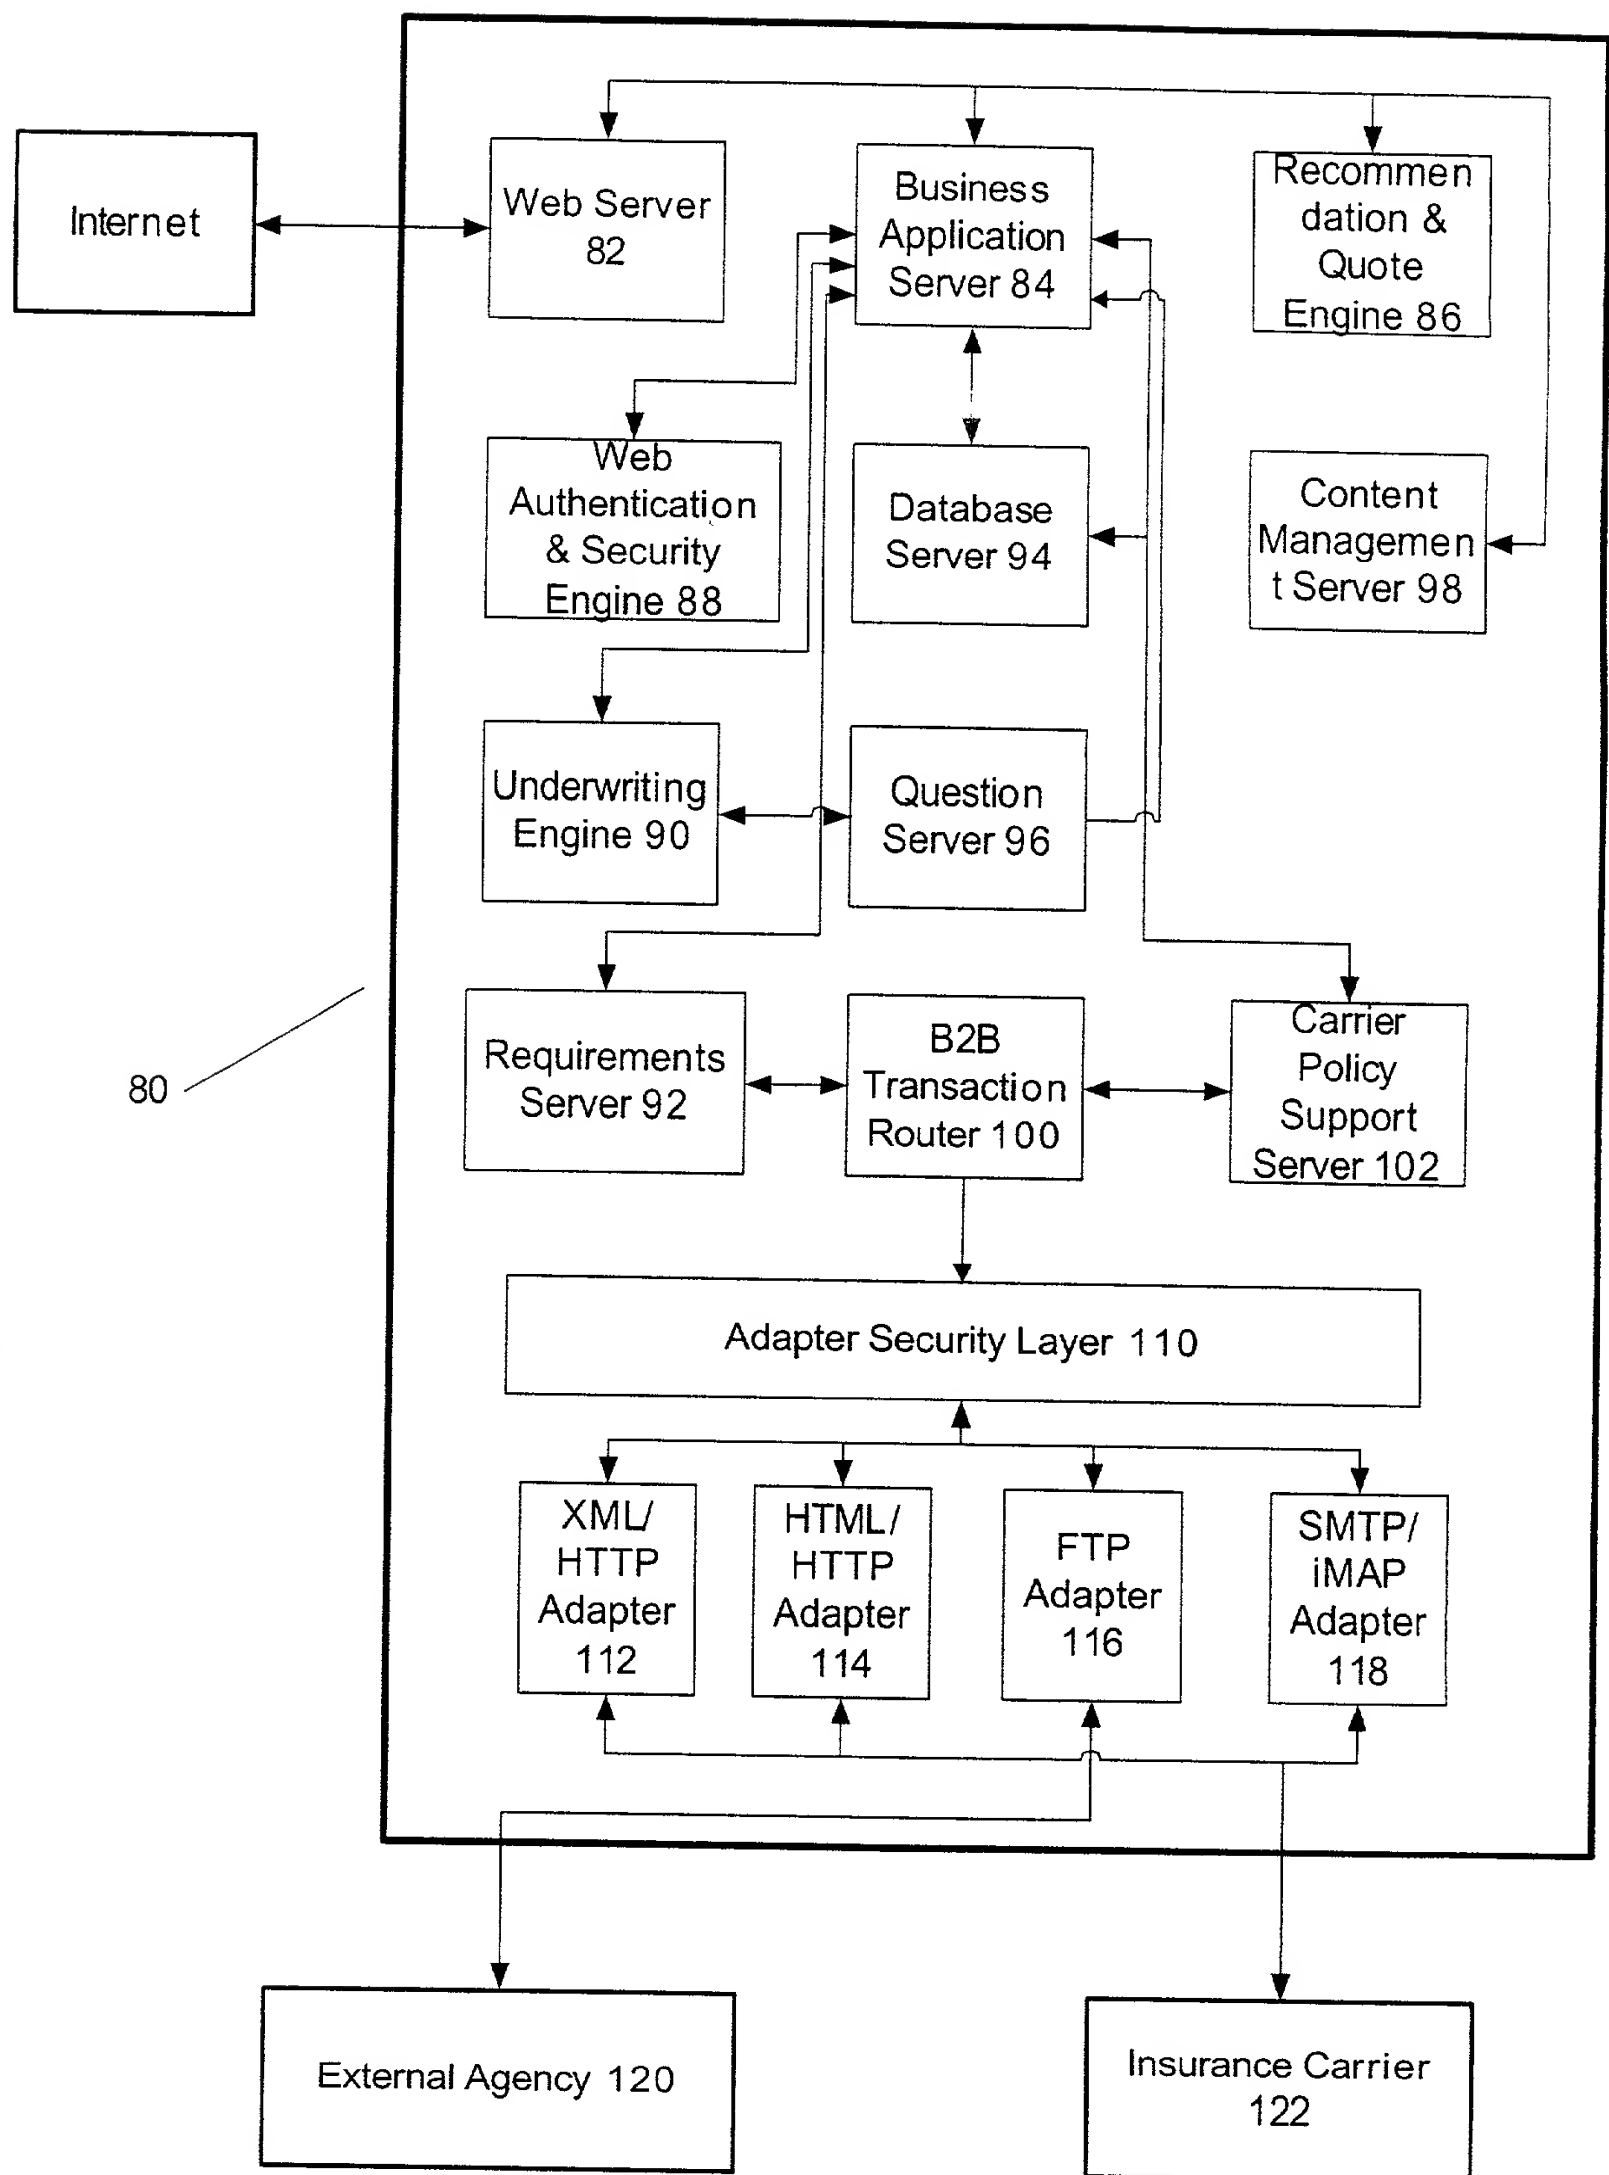 Internet
Web Server
82
Business
Application
Server 84
Recommen
dation &
Quote
Engine 86
Web
Authentication
& Security
Engine 88
Database
Server 94
Content
Managemen
t Server 98
Underwriting
Engine 90
Question
Server 96
80
Requirements
Server 92
B2B
Transaction
Router 100
Carrier
Policy
Support
Server 102
Adapter Security Layer 110
XML/
HTTP
Adapter
112
HTML/
HTTP
Adapter
114
FTP
Adapter
116
SMTP/
iMAP
Adapter
118
External Agency 120
Insurance Carrier
122